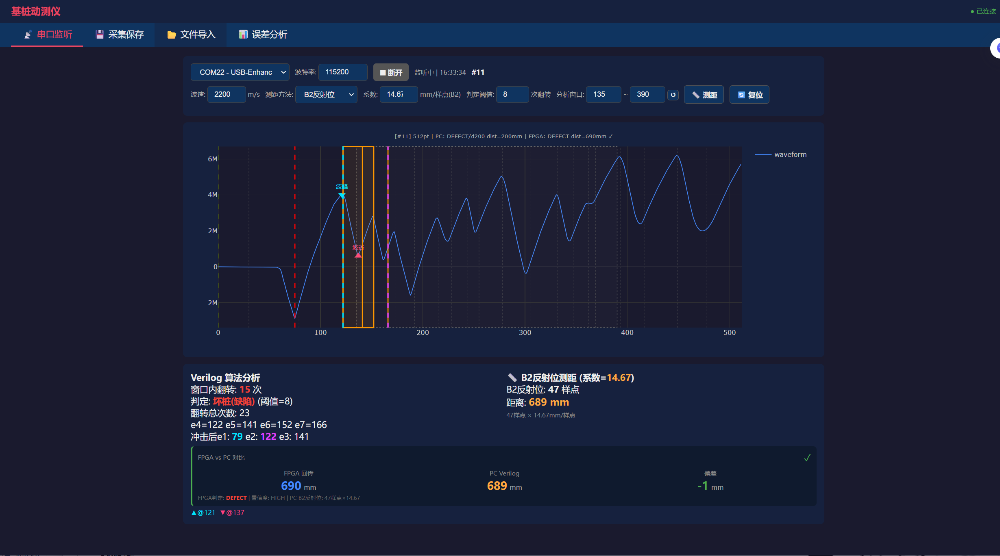 基桩动测仪
● 已连接
串口监听 采集保存 文件导入 误差分析
COM22 - USB-Enhanc 波特率: 115200 断开 监听中 | 16:33:34 #11
波速: 2200 m/s 测距方法: B2反射位 系数: 14.67 mm/样点(B2) 判定阈值: 8 次翻转 分析窗口: 135 ~ 390 ↺ 测距 复位
[#11] 512pt | PC: DEFECT/d200 dist=200mm | FPGA: DEFECT dist=690mm ✓
waveform
6M
波峰
4M
2M
波谷
0
−2M
0 100 200 300 400 500
Verilog 算法分析
窗口内翻转: 15 次
判定: 坏桩(缺陷) (阈值=8)
翻转总次数: 23
e4=122 e5=141 e6=152 e7=166
冲击后e1: 79 e2: 122 e3: 141
B2反射位测距 (系数=14.67)
B2反射位: 47 样点
距离: 689 mm
47样点 × 14.67mm/样点
FPGA vs PC 对比 ✓
FPGA 回传 PC Verilog 偏差
690 mm 689 mm -1 mm
FPGA判定: DEFECT | 置信度: HIGH | PC B2反射位: 47样点×14.67
▲@121 ▼@137